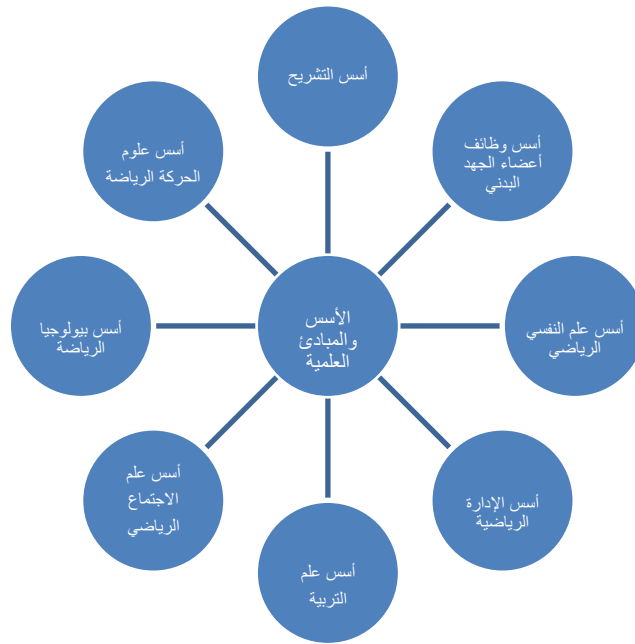 أسس التشريح
أسس وظائف
أعضاء الجهد
البدني
أسس علم النفسي
الرياضي
أسس الإدارة
الرياضية
أسس علم
التربية
أسس علم
الاجتماع
الرياضي
أسس بيولوجيا
الرياضة
أسس علوم
الحركة الرياضة
الأسس
والمبادئ
العلمية